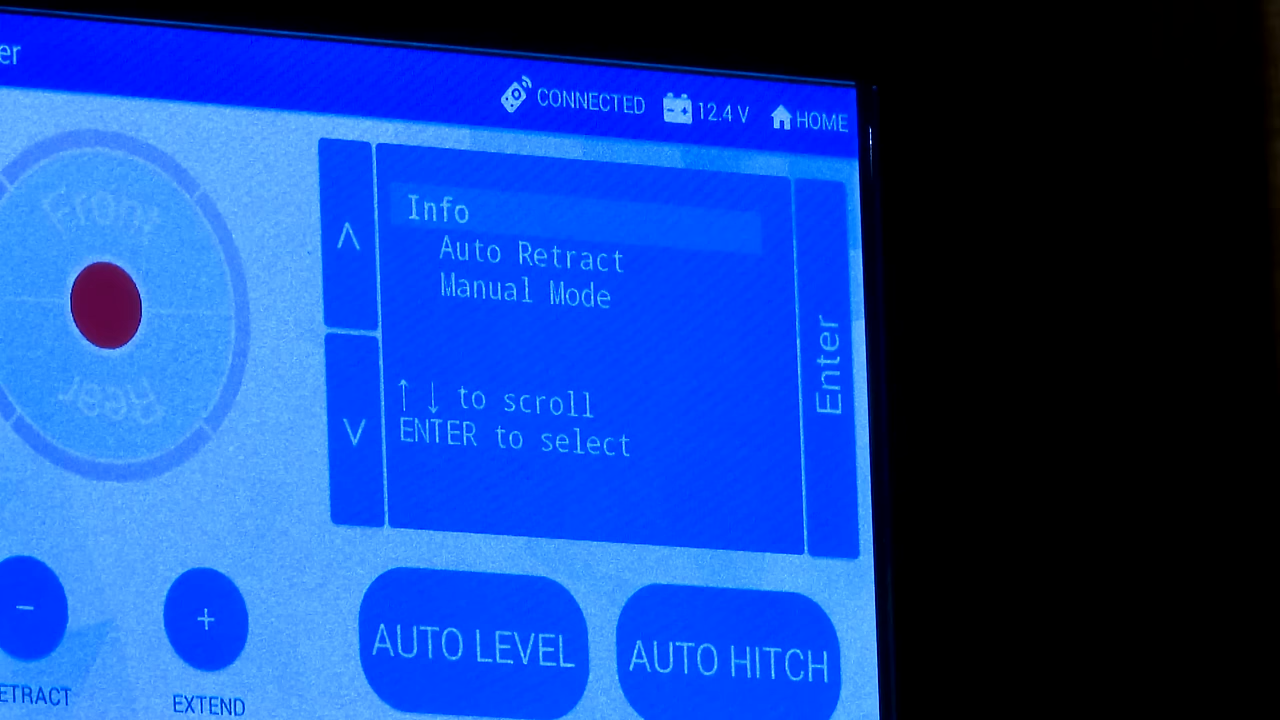 er
CONNECTED 12.4 V HOME
Front
Rear
Info
Auto Retract
Manual Mode
↑ ↓ to scroll
ENTER to select
Enter
− +
ETRACT EXTEND
AUTO LEVEL AUTO HITCH